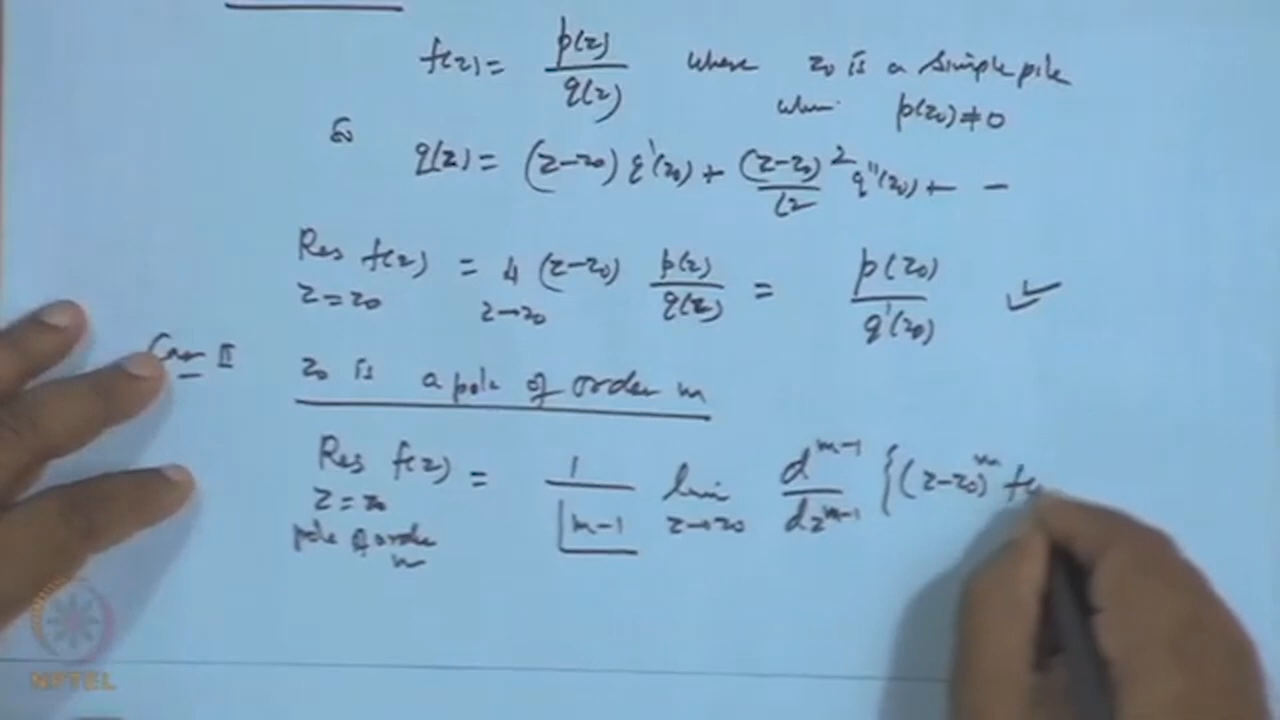 f(z) = p(z)/q(z) where z0 is a simple pole
when p(z0) ≠ 0
q(z) = (z-z0) q'(z0) + (z-z0)^2/⌊2 q''(z0) + -
Res f(z) = (z-z0) p(z)/q(z) = p(z0)/q'(z0) ✓
z=z0 z→z0
Case II z0 is a pole of order m
Res f(z) = 1/⌊m-1 lim d^{m-1}/dz^{m-1} {(z-z0)^m f(
z=z0 z→z0
pole of order
m
NPTEL